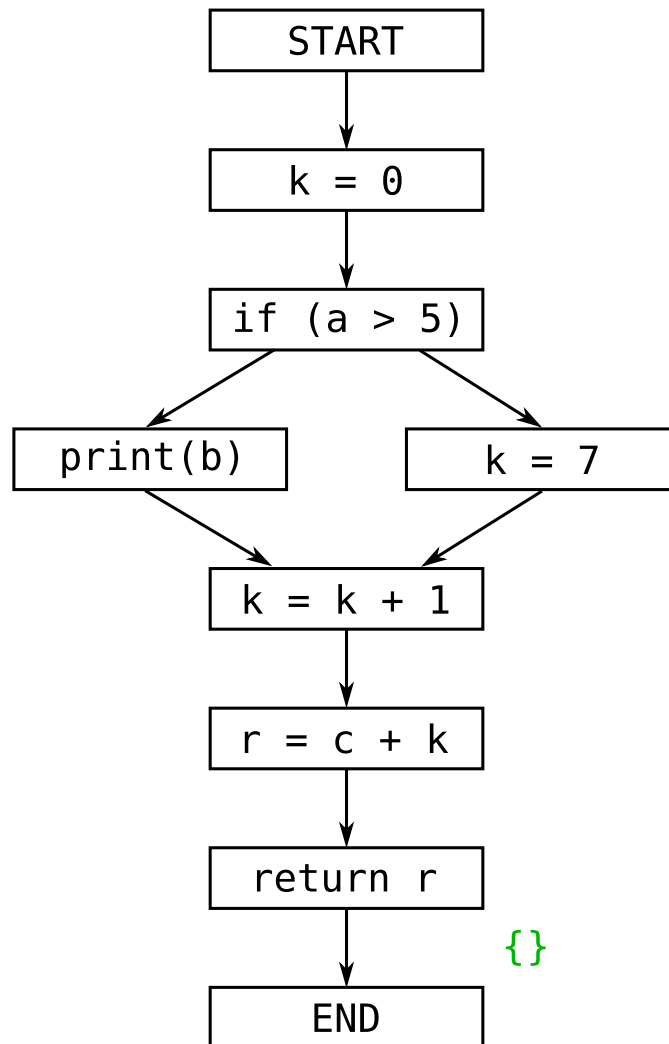 START
k = 0
if (a > 5)
print(b)
k = 7
k = k + 1
r = c + k
return r
{}
END